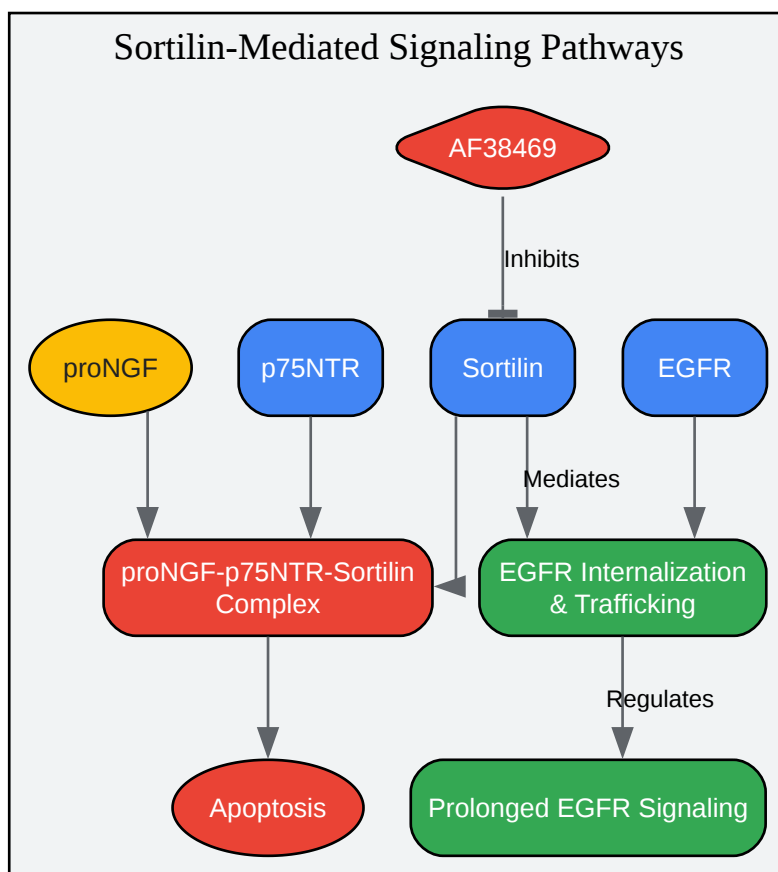 Sortilin-Mediated Signaling Pathways
AF38469
Inhibits
proNGF
p75NTR
Sortilin
EGFR
Mediates
proNGF-p75NTR-Sortilin
Complex
EGFR Internalization
& Trafficking
Regulates
Apoptosis
Prolonged EGFR Signaling